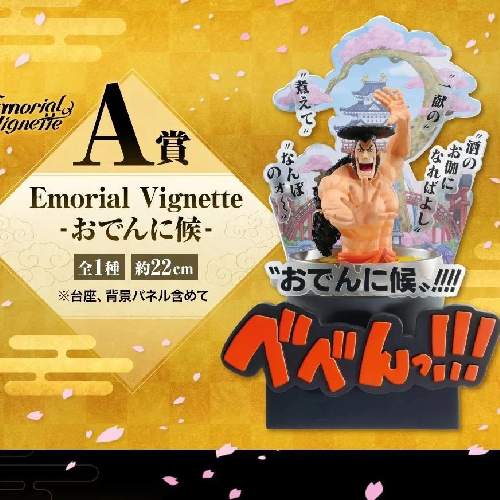 Emorial
Vignette
A賞
Emorial Vignette
-おでんに候-
全1種
約22cm
※台座、背景パネル含めて
"一献の"
"酒の
お伽に
なればよし"
"煮えて"
"なんぼ
のォ…!!
"おでんに候"!!!!
べべんっ!!!